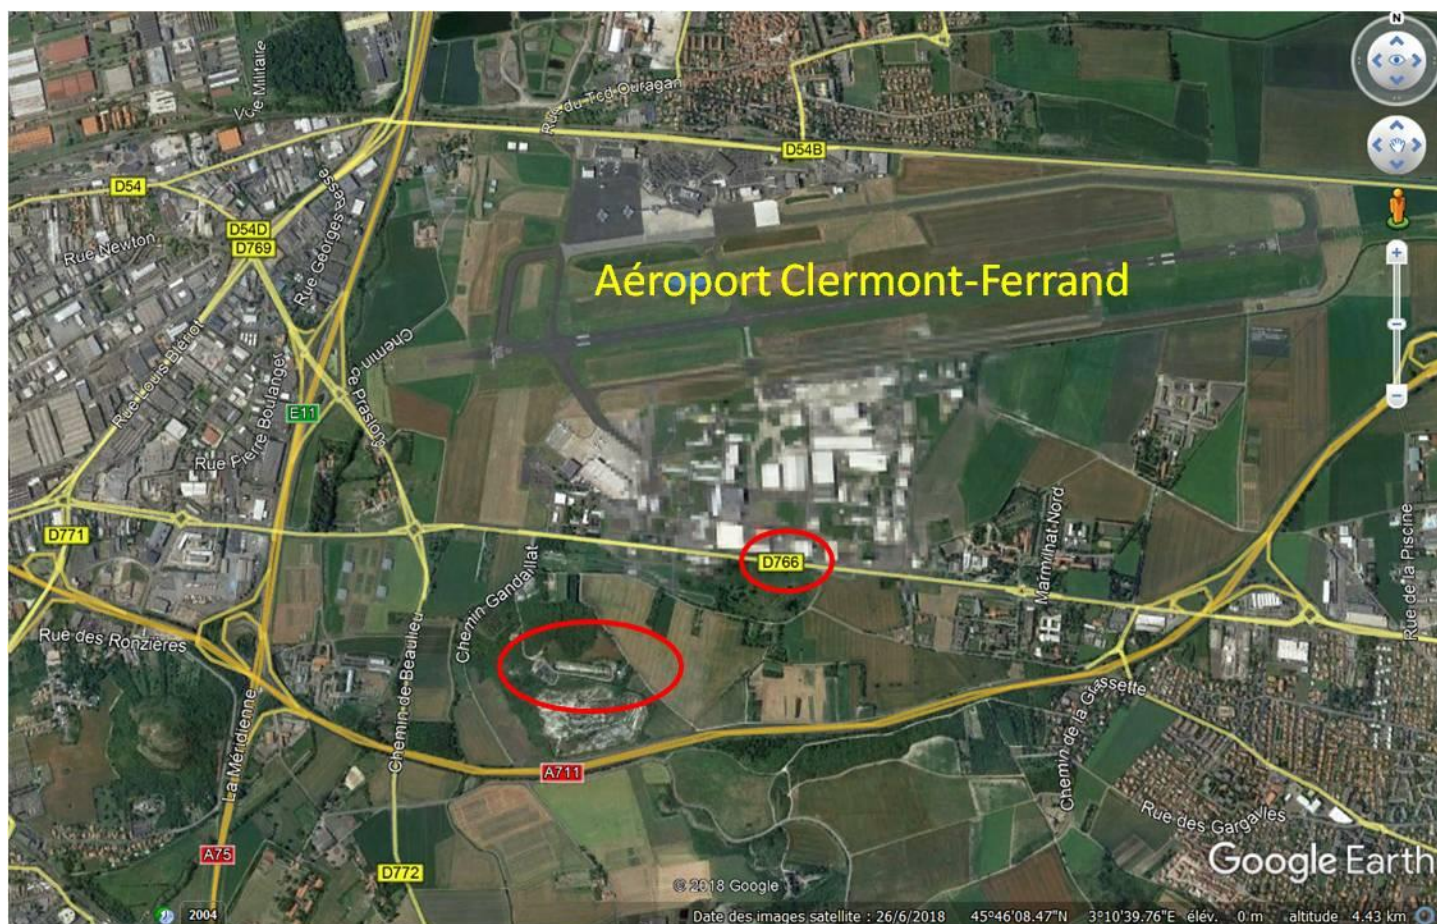 N
Voie Militaire
Rue du Tcd Ouragan
D54B
D54
D54D
D769
Rue Newton
Rue Georges Besse
Aéroport Clermont-Ferrand
Chemin de
Rue Louis Blériot
Rue Pierre Boulanger
E11
D771
D766
Chemin Gandaillat
Marmilhat-Nord
Rue de la Piscine
Rue des Ronzières
Chemin de Beaulieu
La Méridienne
Chemin de la Grassette
A711
A75
D772
Rue des Gargailles
Google Earth
© 2018 Google
2004
Date des images satellite : 26/6/2018 45°46'08.47"N 3°10'39.76"E élév. 0 m altitude 4.43 km